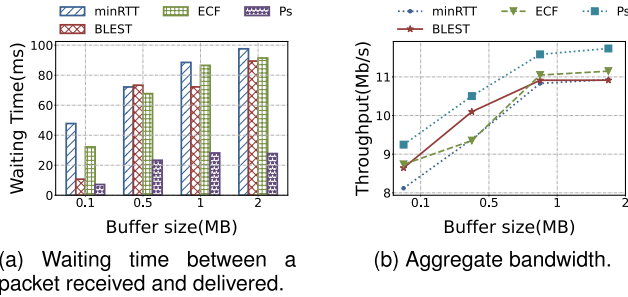 minRTT ECF Ps
BLEST
Waiting Time(ms)
100
80
60
40
20
0
0.1 0.5 1 2
Buffer size(MB)
(a) Waiting time between a
packet received and delivered.
minRTT ECF Ps
BLEST
Throughput(Mb/s)
11
10
9
8
0.1 0.5 1 2
Buffer size(MB)
(b) Aggregate bandwidth.